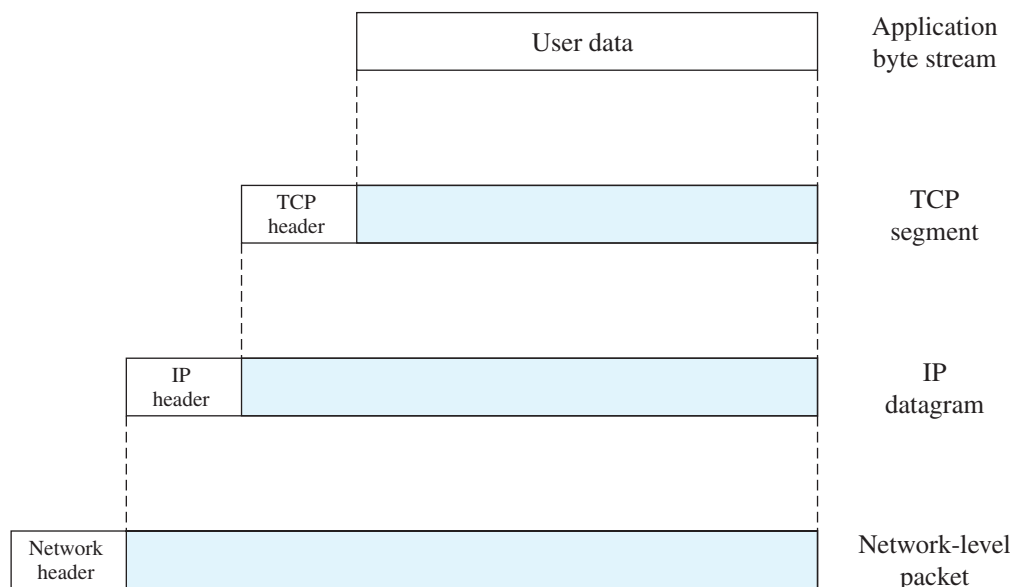 User data
Application
byte stream
TCP
header
TCP
segment
IP
header
IP
datagram
Network
header
Network-level
packet